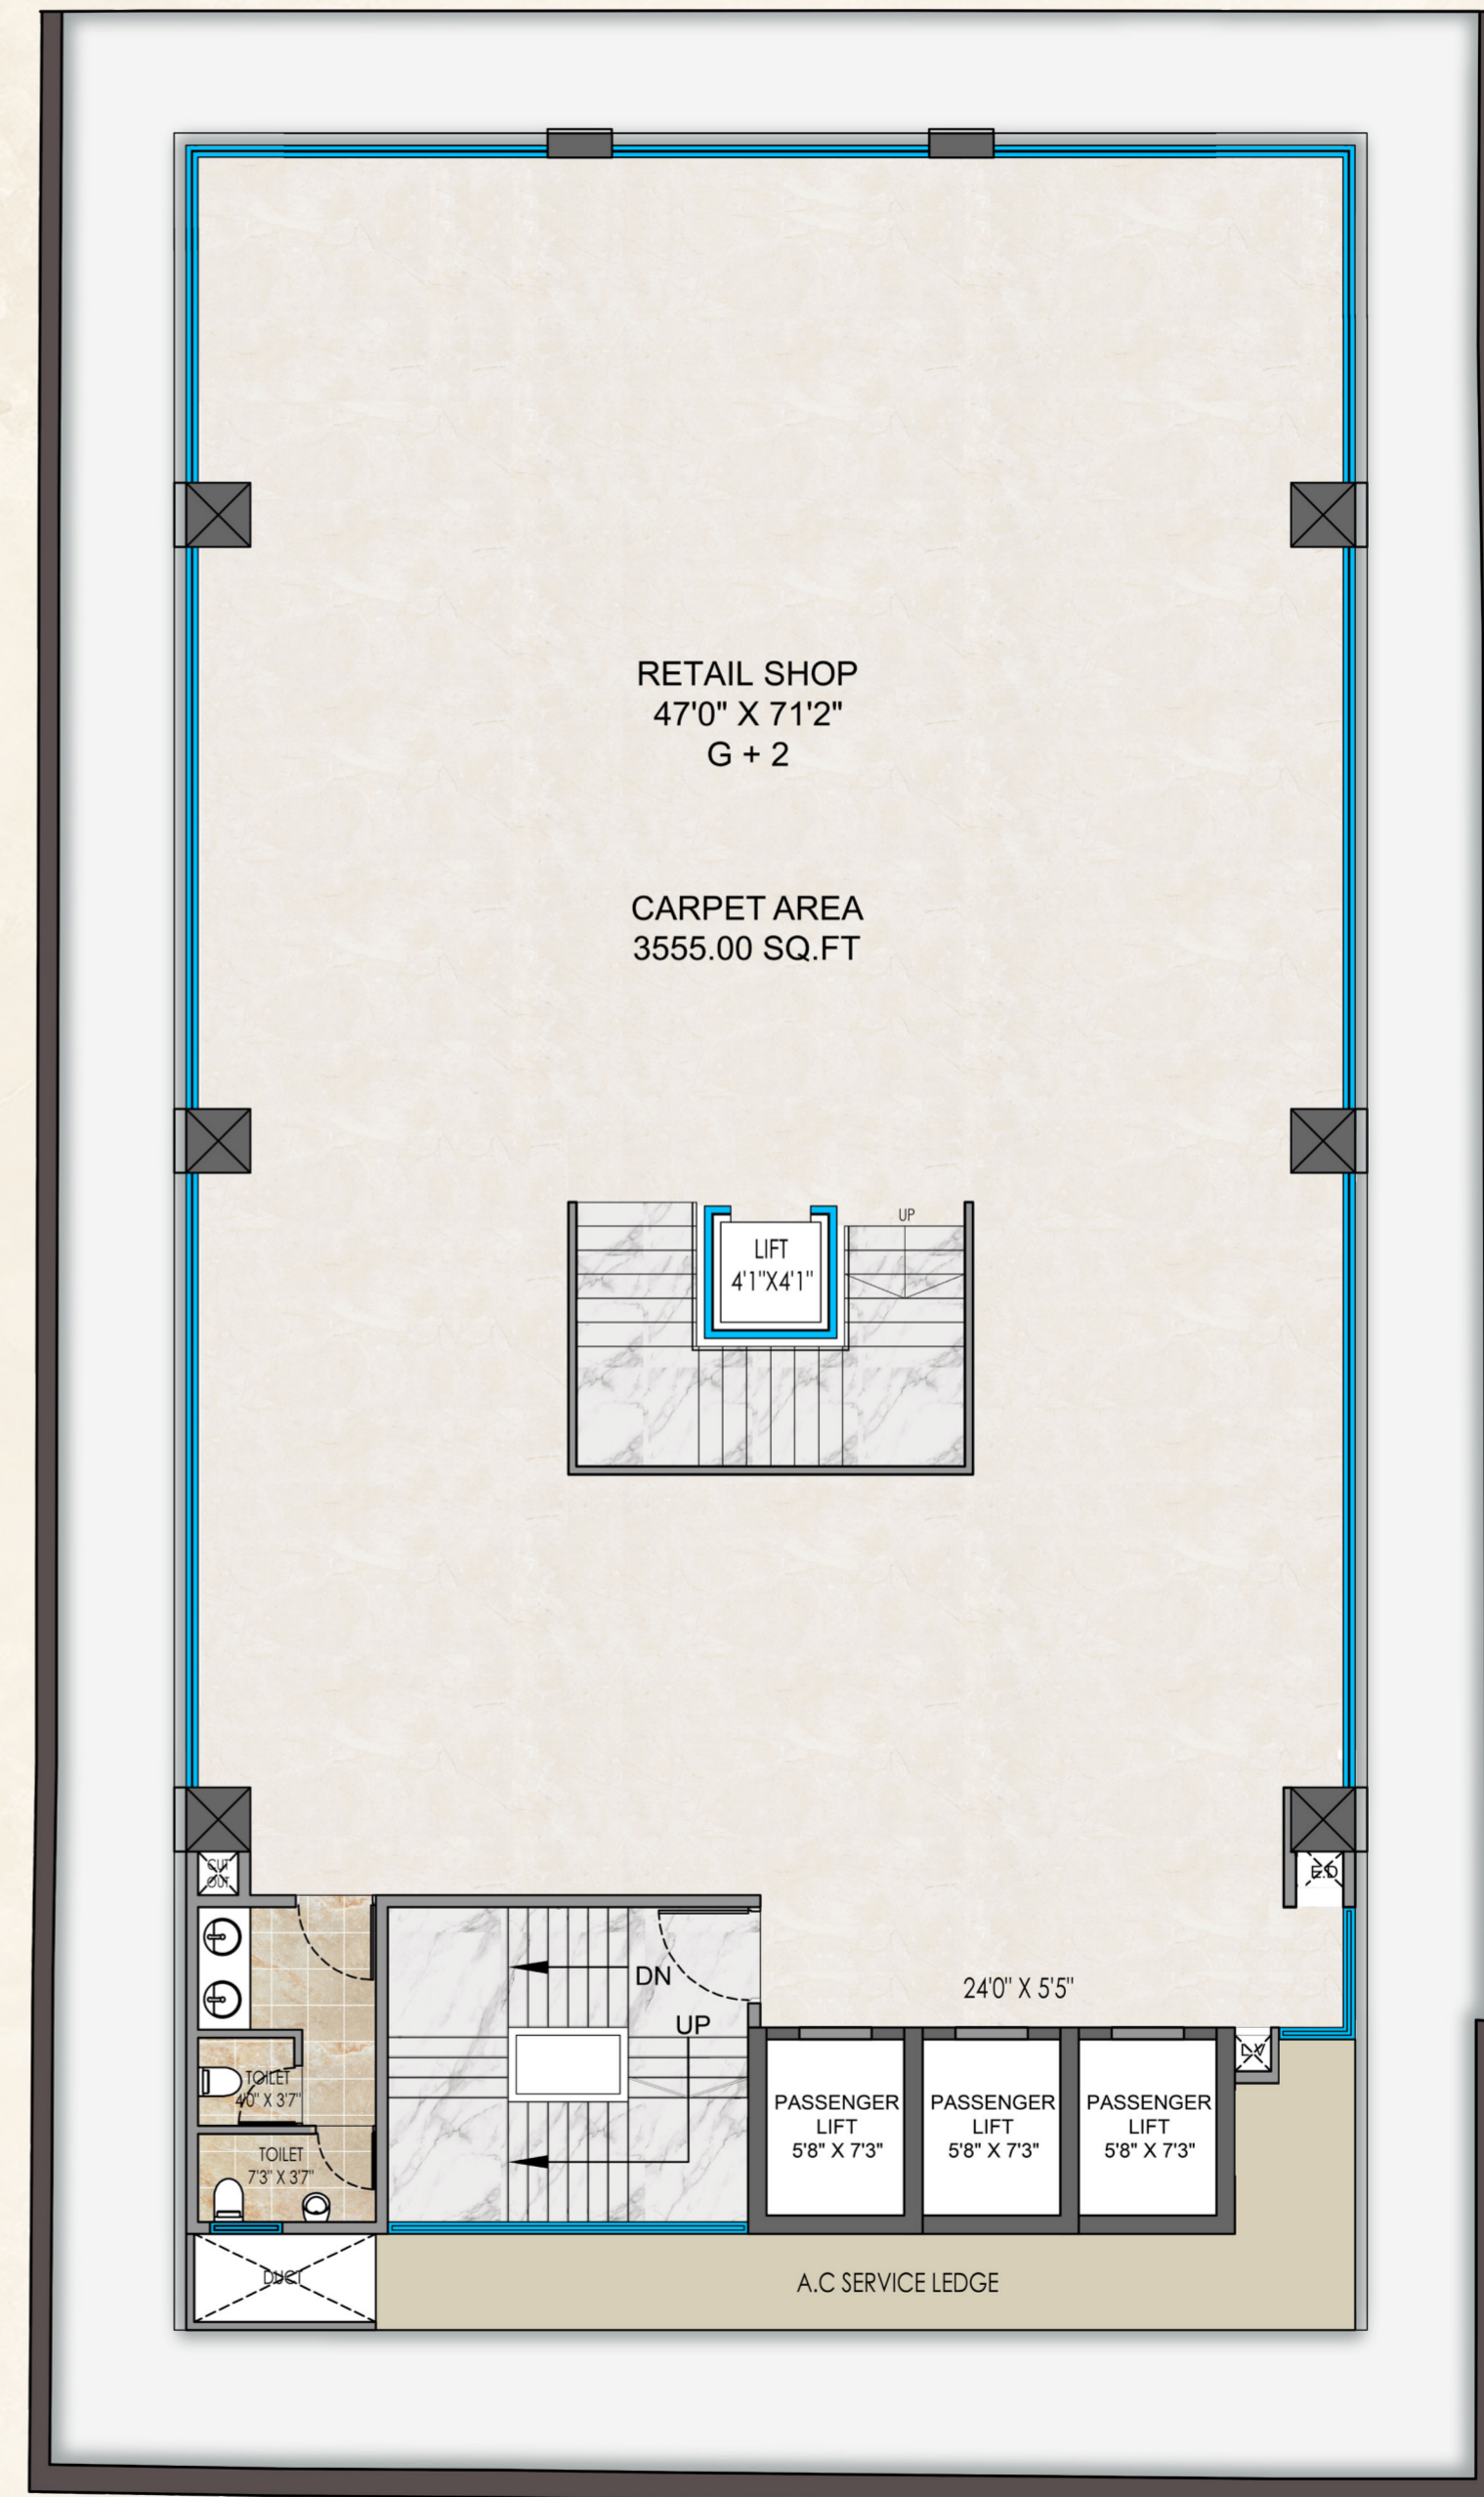 RETAIL SHOP
47'0" X 71'2"
G + 2
CARPET AREA
3555.00 SQ.FT
UP
LIFT
4'1"X4'1"
CUT
OUT
E.D
DN
24'0" X 5'5"
UP
L.V
TOILET
4'0" X 3'7"
PASSENGER
LIFT
5'8" X 7'3"
PASSENGER
LIFT
5'8" X 7'3"
PASSENGER
LIFT
5'8" X 7'3"
TOILET
7'3" X 3'7"
DUCT
A.C SERVICE LEDGE